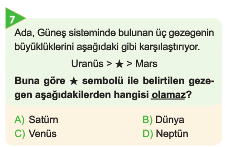 7
Ada, Güneş sisteminde bulunan üç gezegenin
büyüklüklerini aşağıdaki gibi karşılaştırıyor.
Uranüs > ★ > Mars
Buna göre ★ sembolü ile belirtilen geze-
gen aşağıdakilerden hangisi olamaz?
A) Satürn B) Dünya
C) Venüs D) Neptün